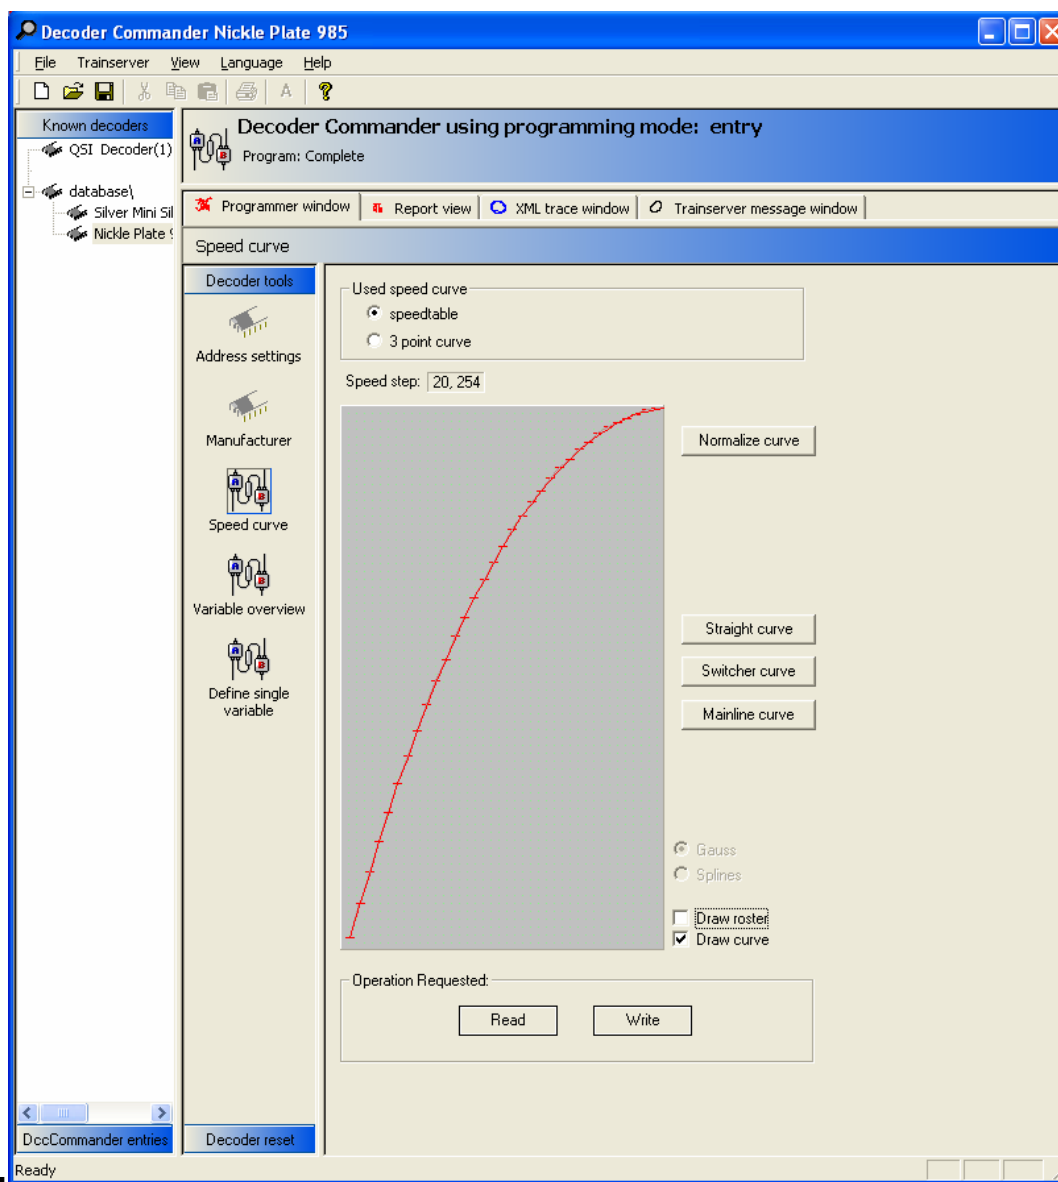 Decoder Commander Nickle Plate 985
File Trainserver View Language Help
A ?
Known decoders
QSI Decoder(1)
database\
Silver Mini Sil
Nickle Plate 9
DccCommander entries
Decoder Commander using programming mode: entry
Program: Complete
Programmer window Report view XML trace window Trainserver message window
Speed curve
Decoder tools
Address settings
Manufacturer
Speed curve
Variable overview
Define single
variable
Decoder reset
Used speed curve
speedtable
3 point curve
Speed step: 20, 254
Normalize curve
Straight curve
Switcher curve
Mainline curve
Gauss
Splines
Draw roster
Draw curve
Operation Requested:
Read Write
Ready